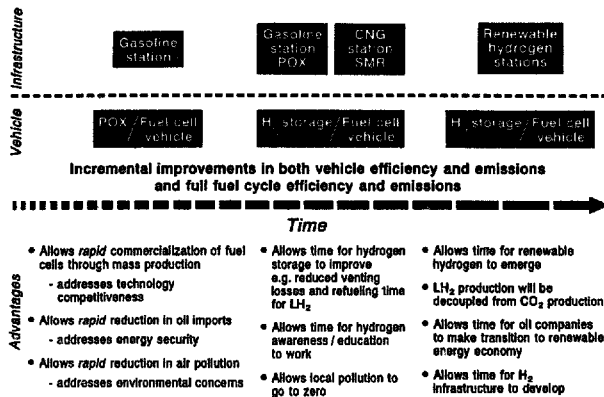 Infrastructure
Gasoline
station
Gasoline
station
POX
CNG
station
SMR
Renewable
hydrogen
stations
Vehicle
POX / Fuel cell
vehicle
H2 storage / Fuel cell
vehicle
H2 storage / Fuel cell
vehicle
Incremental improvements in both vehicle efficiency and emissions
and full fuel cycle efficiency and emissions
Time
Advantages
• Allows rapid commercialization of fuel
cells through mass production
- addresses technology
competitiveness
• Allows rapid reduction in oil imports
- addresses energy security
• Allows rapid reduction in air pollution
- addresses environmental concerns
• Allows time for hydrogen
storage to improve
e.g. reduced venting
losses and refueling time
for LH2
• Allows time for hydrogen
awareness / education
to work
• Allows local pollution to
go to zero
• Allows time for renewable
hydrogen to emerge
• LH2 production will be
decoupled from CO2 production
• Allows time for oil companies
to make transition to renewable
energy economy
• Allows time for H2
infrastructure to develop